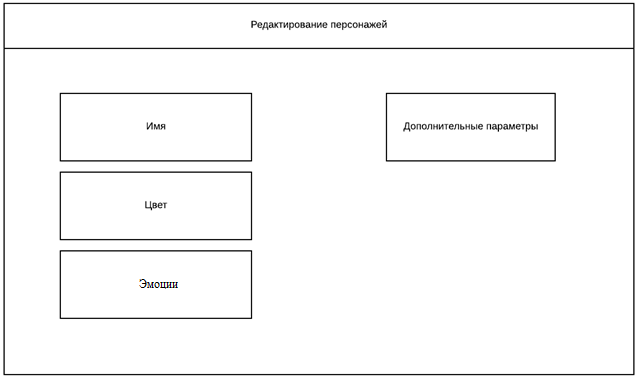 Редактирование персонажей
Имя
Дополнительные параметры
Цвет
Эмоции